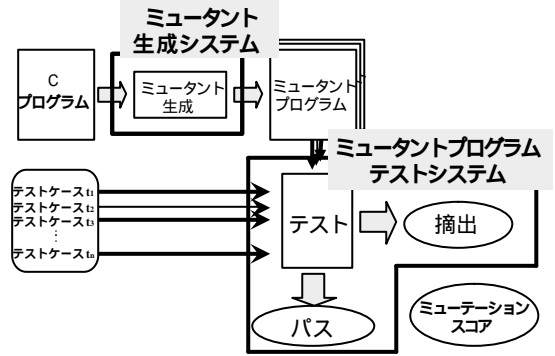 ミュータント
生成システム
C
プログラム
ミュータント
生成
ミュータント
プログラム
ミュータントプログラム
テストシステム
テストケースt1
テストケースt2
テストケースt3
⋮
テストケースtn
テスト
摘出
パス
ミューテーション
スコア